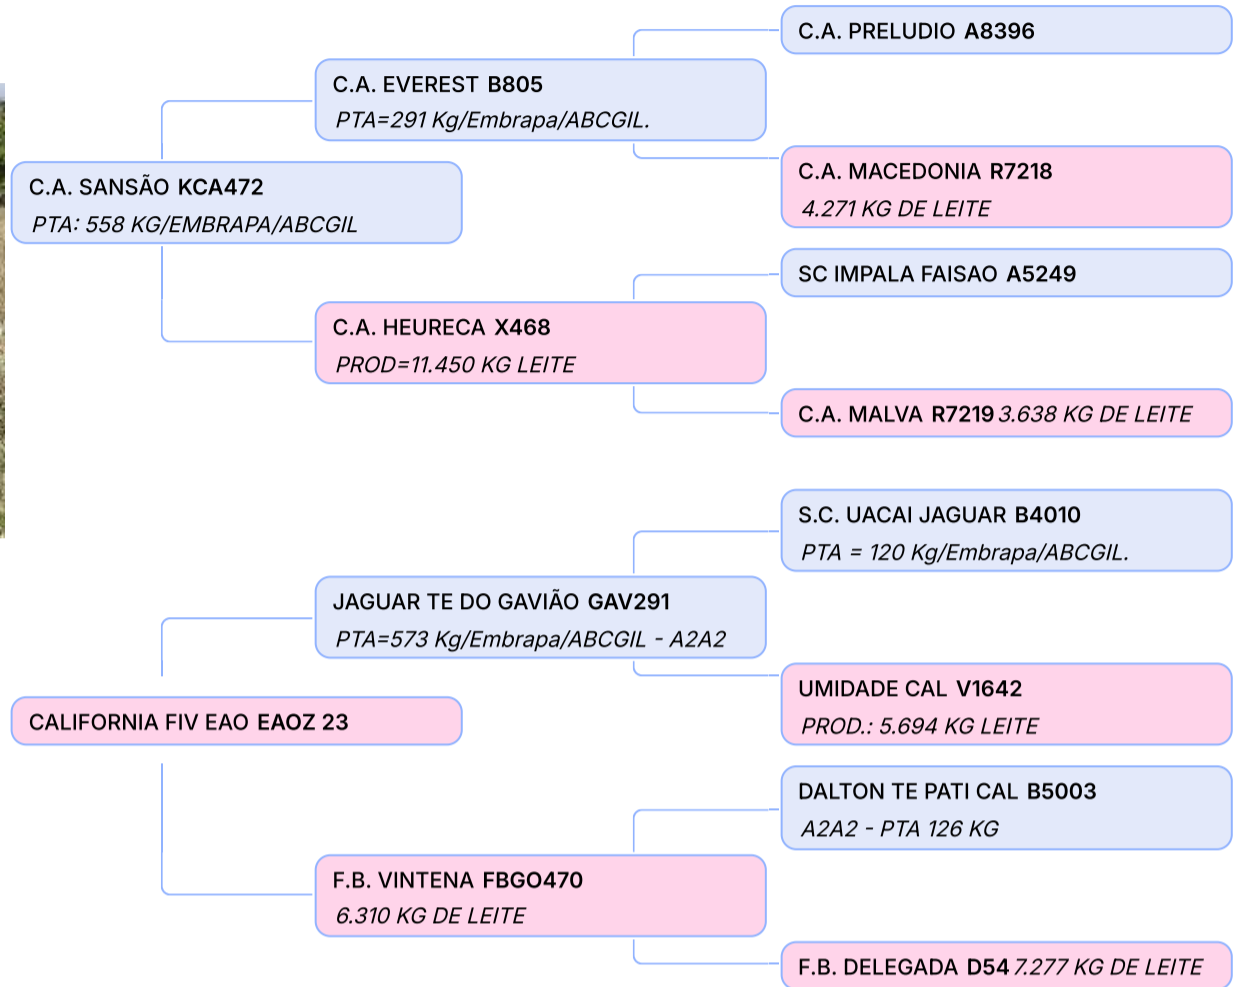 C.A. PRELUDIO A8396
C.A. EVEREST B805
PTA=291 Kg/Embrapa/ABCGIL.
C.A. MACEDONIA R7218
4.271 KG DE LEITE
C.A. SANSÃO KCA472
PTA: 558 KG/EMBRAPA/ABCGIL
SC IMPALA FAISAO A5249
C.A. HEURECA X468
PROD=11.450 KG LEITE
C.A. MALVA R7219 3.638 KG DE LEITE
S.C. UACAI JAGUAR B4010
PTA = 120 Kg/Embrapa/ABCGIL.
JAGUAR TE DO GAVIÃO GAV291
PTA=573 Kg/Embrapa/ABCGIL - A2A2
UMIDADE CAL V1642
PROD.: 5.694 KG LEITE
CALIFORNIA FIV EAO EAOZ 23
DALTON TE PATI CAL B5003
A2A2 - PTA 126 KG
F.B. VINTENA FBGO470
6.310 KG DE LEITE
F.B. DELEGADA D54 7.277 KG DE LEITE